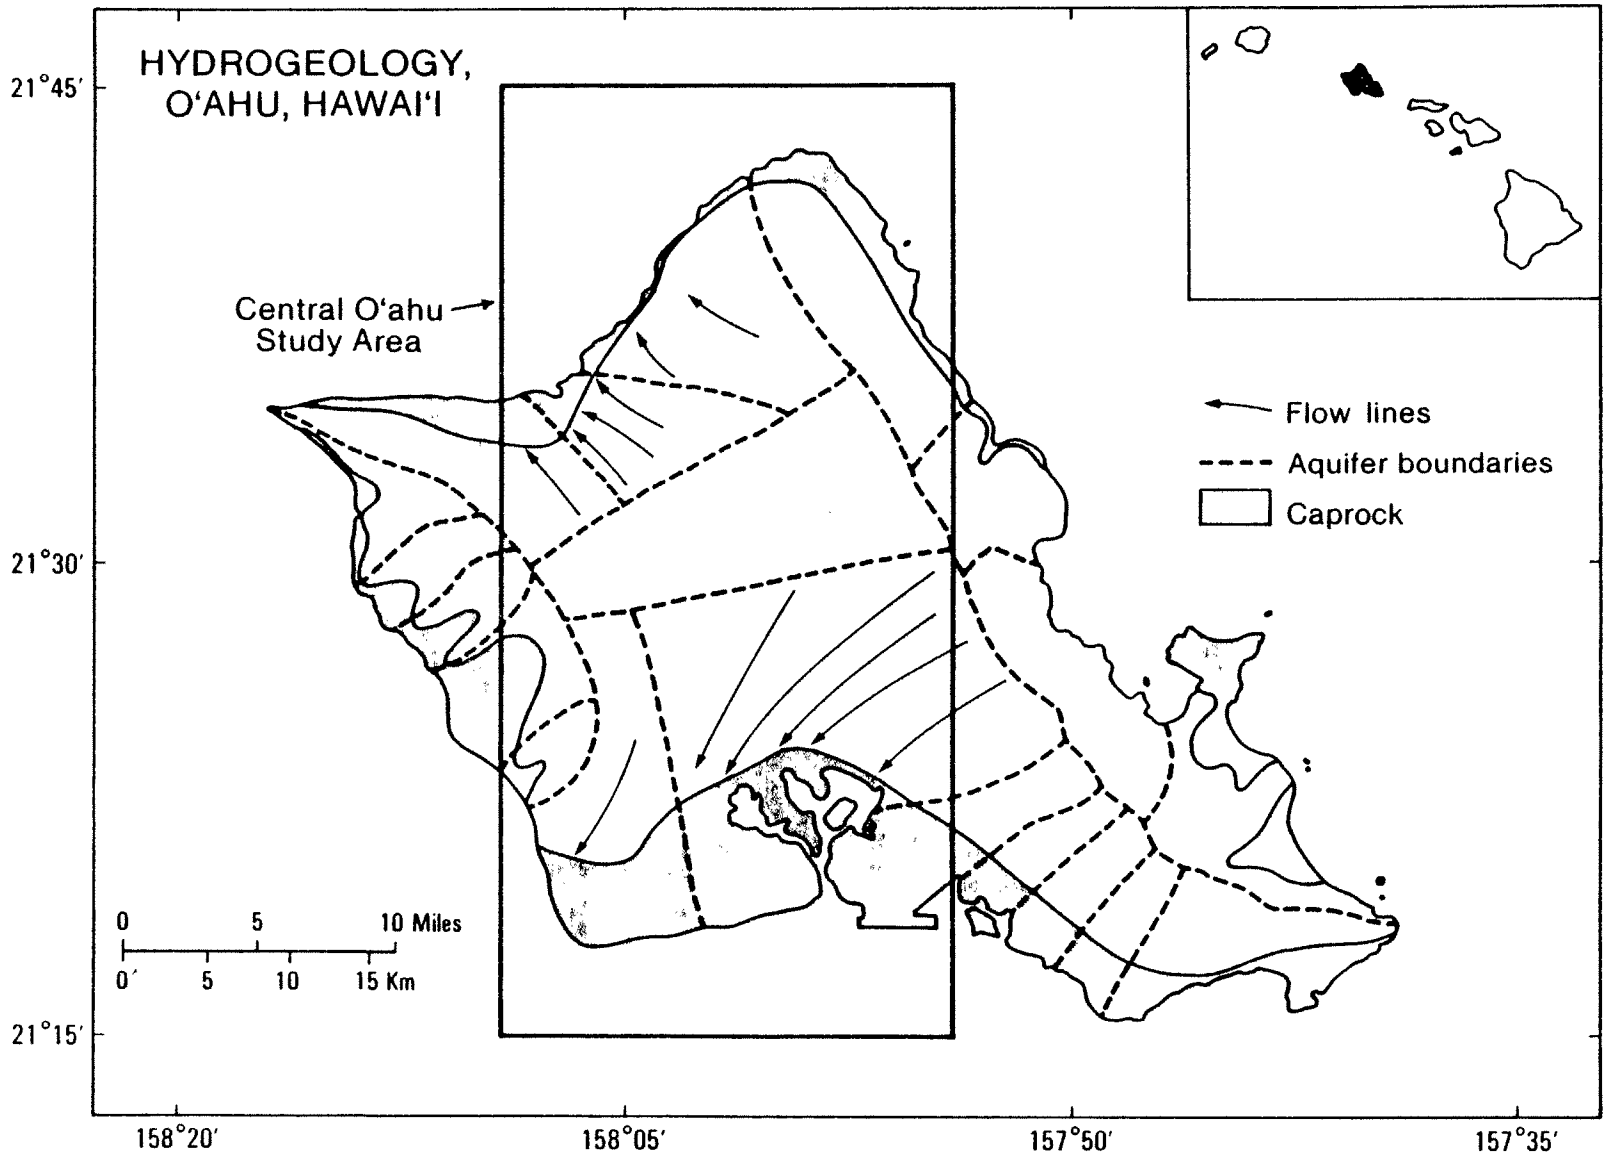 HYDROGEOLOGY,
O'AHU, HAWAI'I
21°45'
Central O'ahu
Study Area
Flow lines
Aquifer boundaries
Caprock
21°30'
0 5 10 Miles
0' 5 10 15 Km
21°15'
158°20' 158°05' 157°50' 157°35'